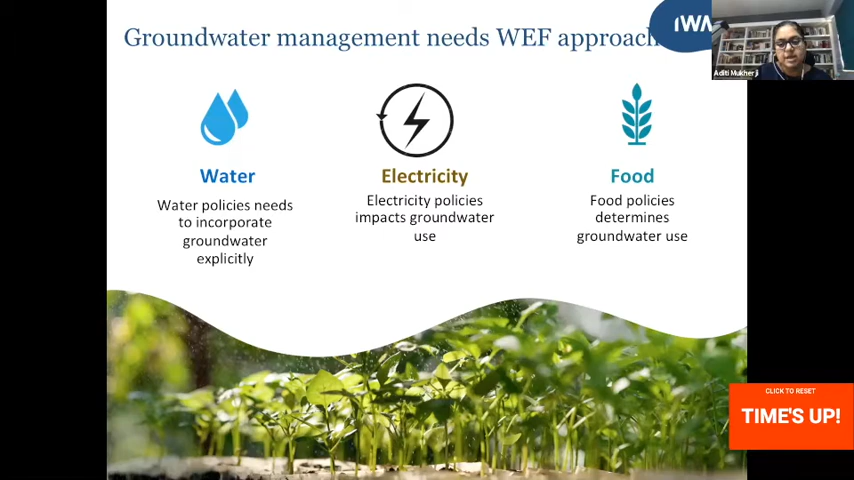 Groundwater management needs WEF approach
IWM
Aditi Mukherji
Water
Water policies needs
to incorporate
groundwater
explicitly
Electricity
Electricity policies
impacts groundwater
use
Food
Food policies
determines
groundwater use
CLICK TO RESET
TIME'S UP!